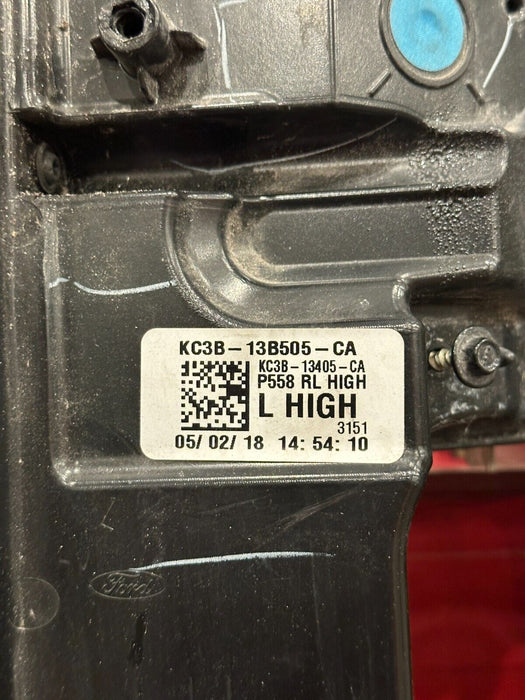 KC3B-13B505-CA
KC3B-13405-CA
P558 RL HIGH
L HIGH
3151
05/ 02/ 18 14: 54: 10
Ford